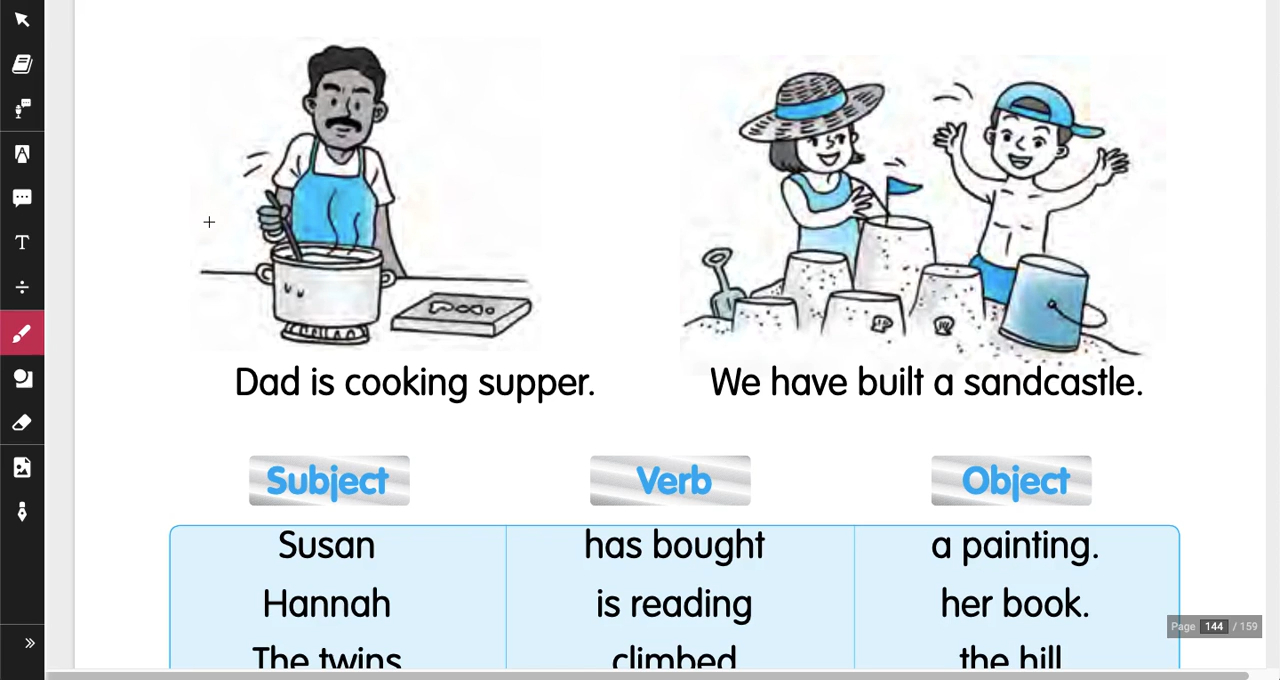 Dad is cooking supper.
We have built a sandcastle.
Subject Verb Object
Susan has bought a painting.
Hannah is reading her book.
The twins climbed the hill
Page 144 / 159